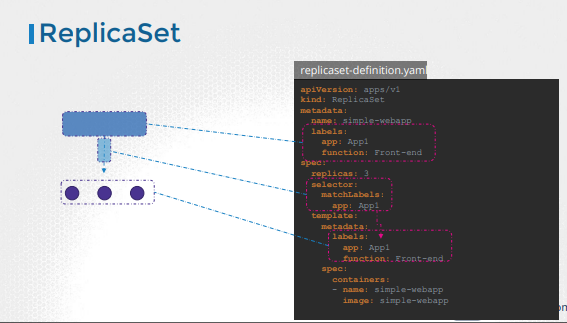 ReplicaSet
replicaset-definition.yaml
apiVersion: apps/v1
kind: ReplicaSet
metadata:
  name: simple-webapp
  labels:
    app: App1
    function: Front-end
spec:
  replicas: 3
  selector:
    matchLabels:
      app: App1
  template:
    metadata:
      labels:
        app: App1
        function: Front-end
    spec:
      containers:
      - name: simple-webapp
        image: simple-webapp